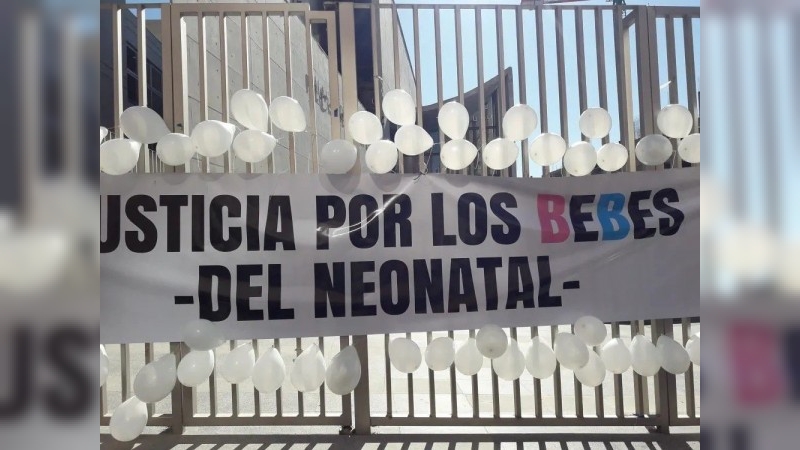 USTICIA POR LOS BEBES
-DEL NEONATAL-